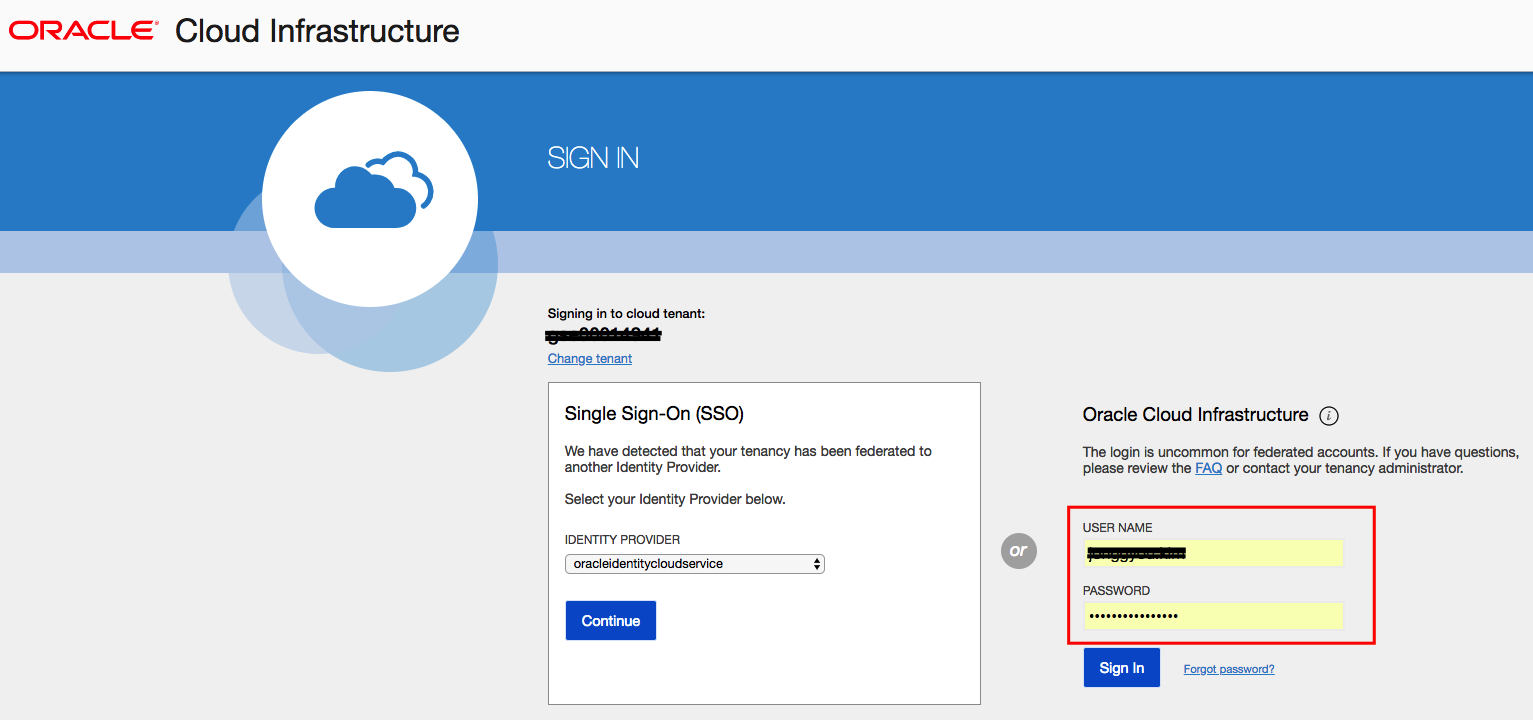 ORACLE® Cloud Infrastructure
SIGN IN
Signing in to cloud tenant:
Change tenant
Single Sign-On (SSO)
We have detected that your tenancy has been federated to
another Identity Provider.
Select your Identity Provider below.
IDENTITY PROVIDER
oracleidentitycloudservice
Continue
or
Oracle Cloud Infrastructure i
The login is uncommon for federated accounts. If you have questions,
please review the FAQ or contact your tenancy administrator.
USER NAME
PASSWORD
••••••••••••••••
Sign In
Forgot password?